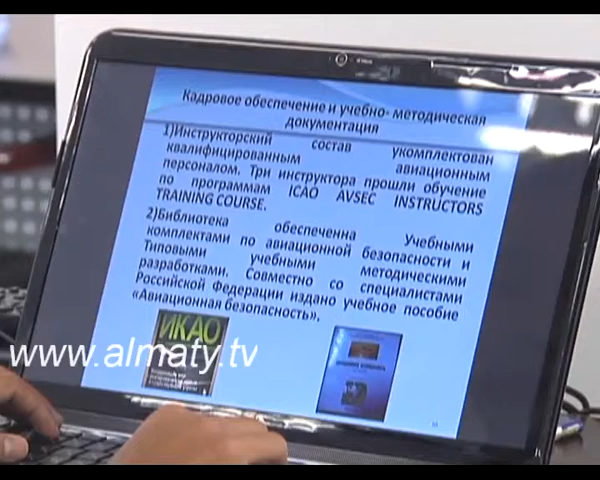 Кадровое обеспечение и учебно- методическая
документация
1)Инструкторский состав укомплектован
квалифицированным авиационным
персоналом. Три инструктора прошли обучение
по программам ICAO AVSEC INSTRUCTORS
TRAINING COURSE.
2)Библиотека обеспеченна Учебными
комплектами по авиационной безопасности и
Типовыми учебными методическими
разработками. Совместно со специалистами
Российской Федерации издано учебное пособие
«Авиационная безопасность».
ИКАО
www.almaty.tv